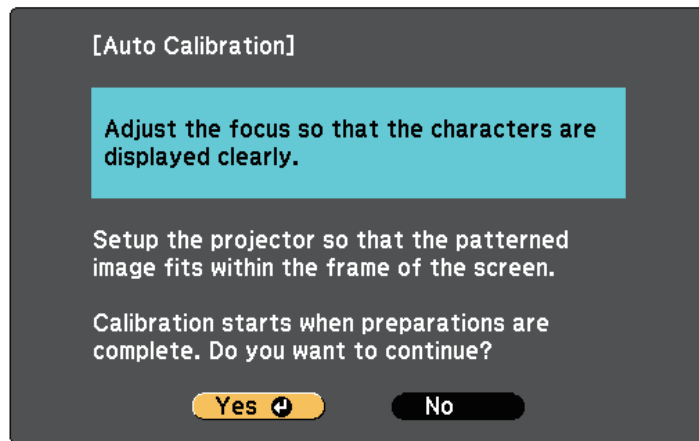 [Auto Calibration]
Adjust the focus so that the characters are
displayed clearly.
Setup the projector so that the patterned
image fits within the frame of the screen.
Calibration starts when preparations are
complete. Do you want to continue?
Yes
No